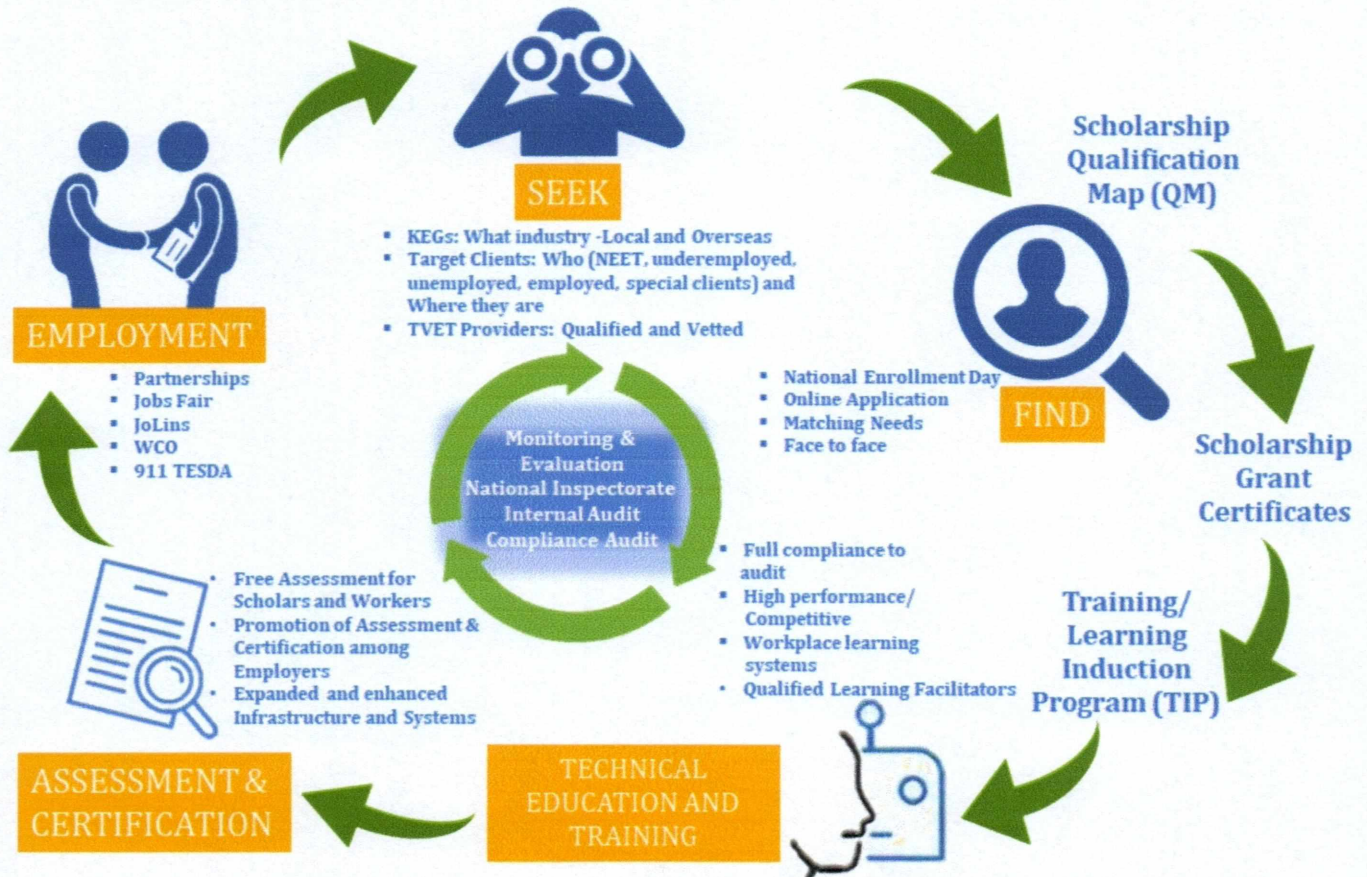 SEEK
▪ KEGs: What industry -Local and Overseas
▪ Target Clients: Who (NEET, underemployed,
unemployed, employed, special clients) and
Where they are
▪ TVET Providers: Qualified and Vetted
Scholarship
Qualification
Map (QM)
FIND
▪ National Enrollment Day
▪ Online Application
▪ Matching Needs
▪ Face to face
Scholarship
Grant
Certificates
Training/
Learning
Induction
Program (TIP)
▪ Full compliance to
audit
▪ High performance/
Competitive
▪ Workplace learning
systems
• Qualified Learning Facilitators
TECHNICAL
EDUCATION AND
TRAINING
ASSESSMENT &
CERTIFICATION
• Free Assessment for
Scholars and Workers
• Promotion of Assessment &
Certification among
Employers
• Expanded and enhanced
Infrastructure and Systems
EMPLOYMENT
▪ Partnerships
▪ Jobs Fair
▪ JoLins
▪ WCO
▪ 911 TESDA
Monitoring &
Evaluation
National Inspectorate
Internal Audit
Compliance Audit